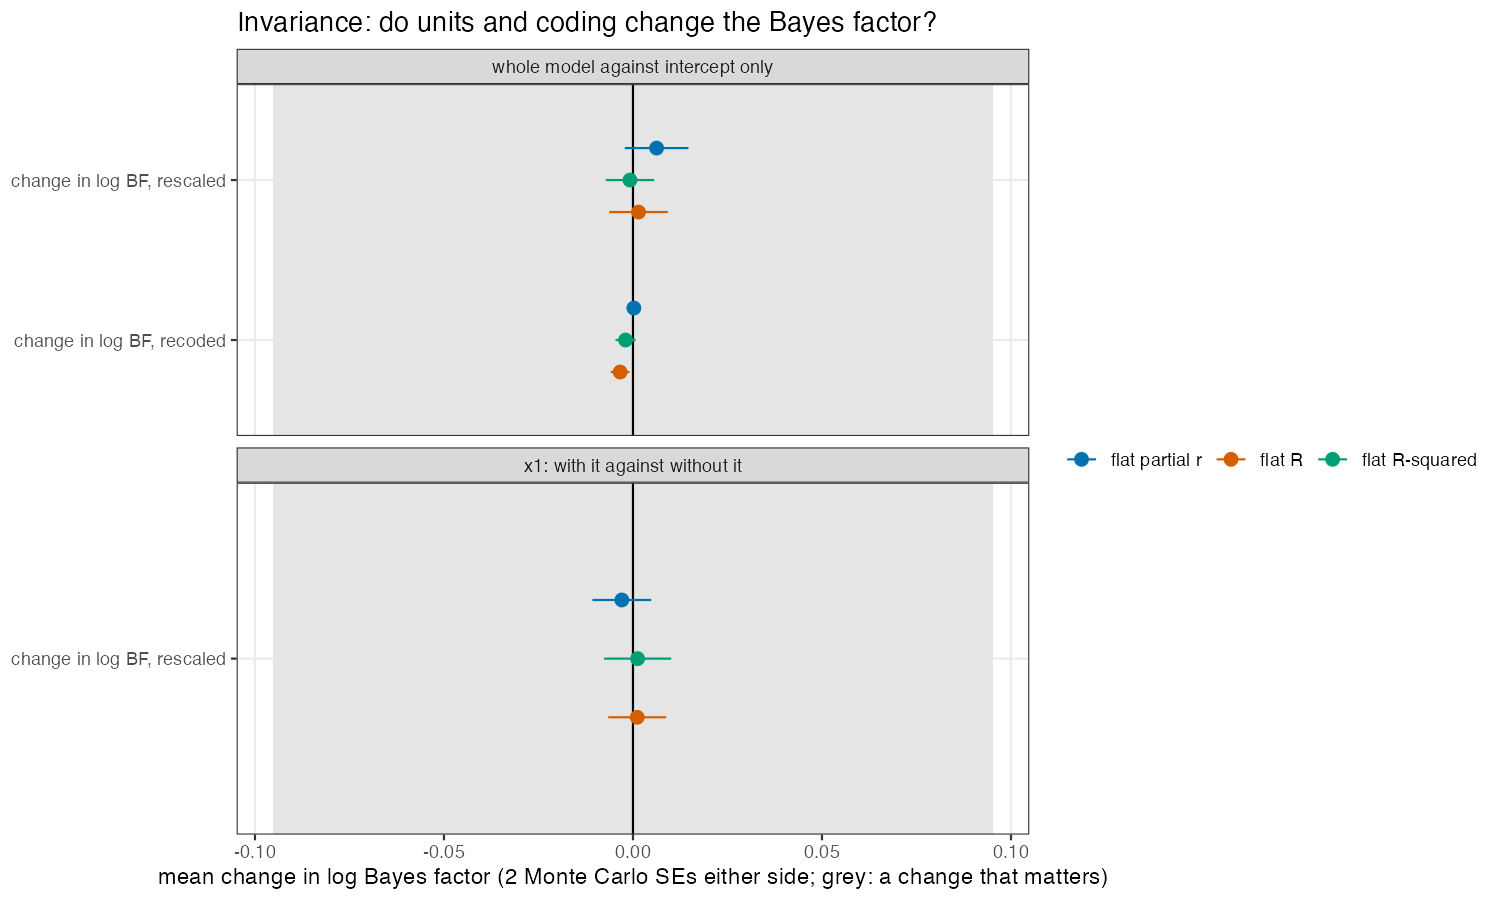 Invariance: do units and coding change the Bayes factor?
whole model against intercept only
change in log BF, rescaled
change in log BF, recoded
x1: with it against without it
change in log BF, rescaled
flat partial r
flat R
flat R-squared
-0.10
-0.05
0.00
0.05
0.10
mean change in log Bayes factor (2 Monte Carlo SEs either side; grey: a change that matters)